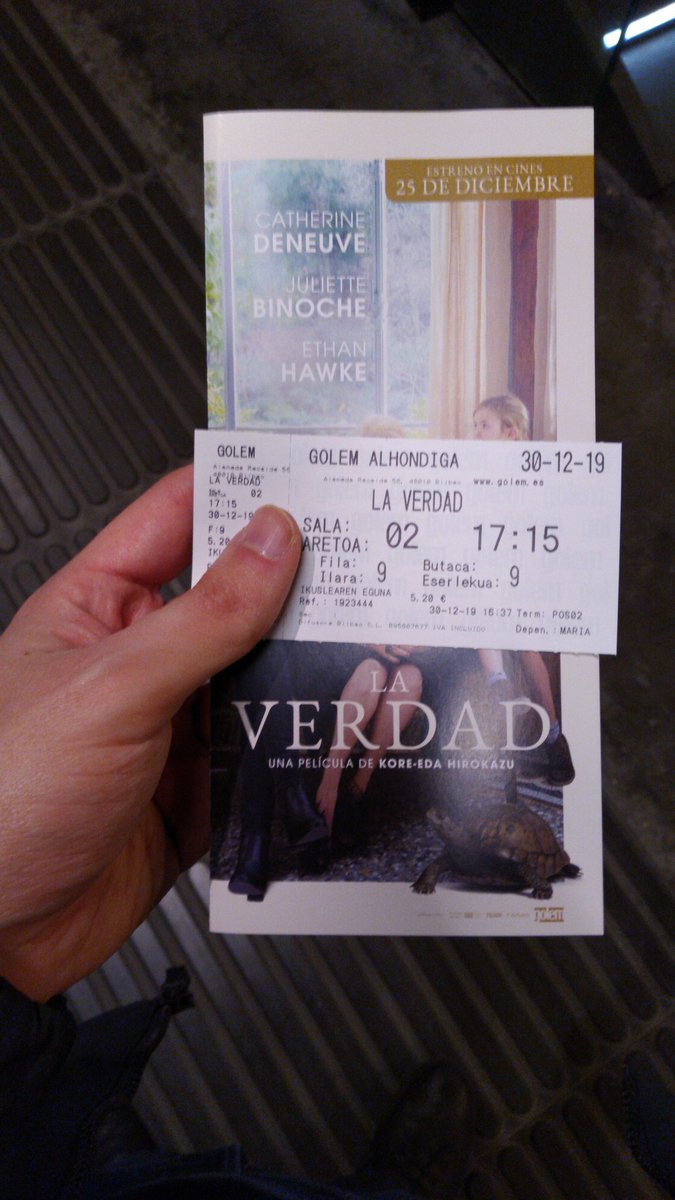 ESTRENO EN CINES
25 DE DICIEMBRE
CATHERINE
DENEUVE
JULIETTE
BINOCHE
ETHAN
HAWKE
GOLEM
LA VERDAD
02
17:15
30-12-19
F:9
5.20
GOLEM ALHONDIGA 30-12-19
Alameda Recalde 56, 48010 Bilbao www.golem.es
LA VERDAD
SALA:
ARETOA: 02 17:15
Fila: Butaca:
Ilara: 9 Eserlekua: 9
IKUSLEAREN EGUNA 5.20 €
Ref.: 1923444 30-12-19 16:37 Term: POS02
Difusora Bilbao S.L. IVA INCLUIDO Depen.: MARIA
LA
VERDAD
UNA PELÍCULA DE KORE-EDA HIROKAZU
golem